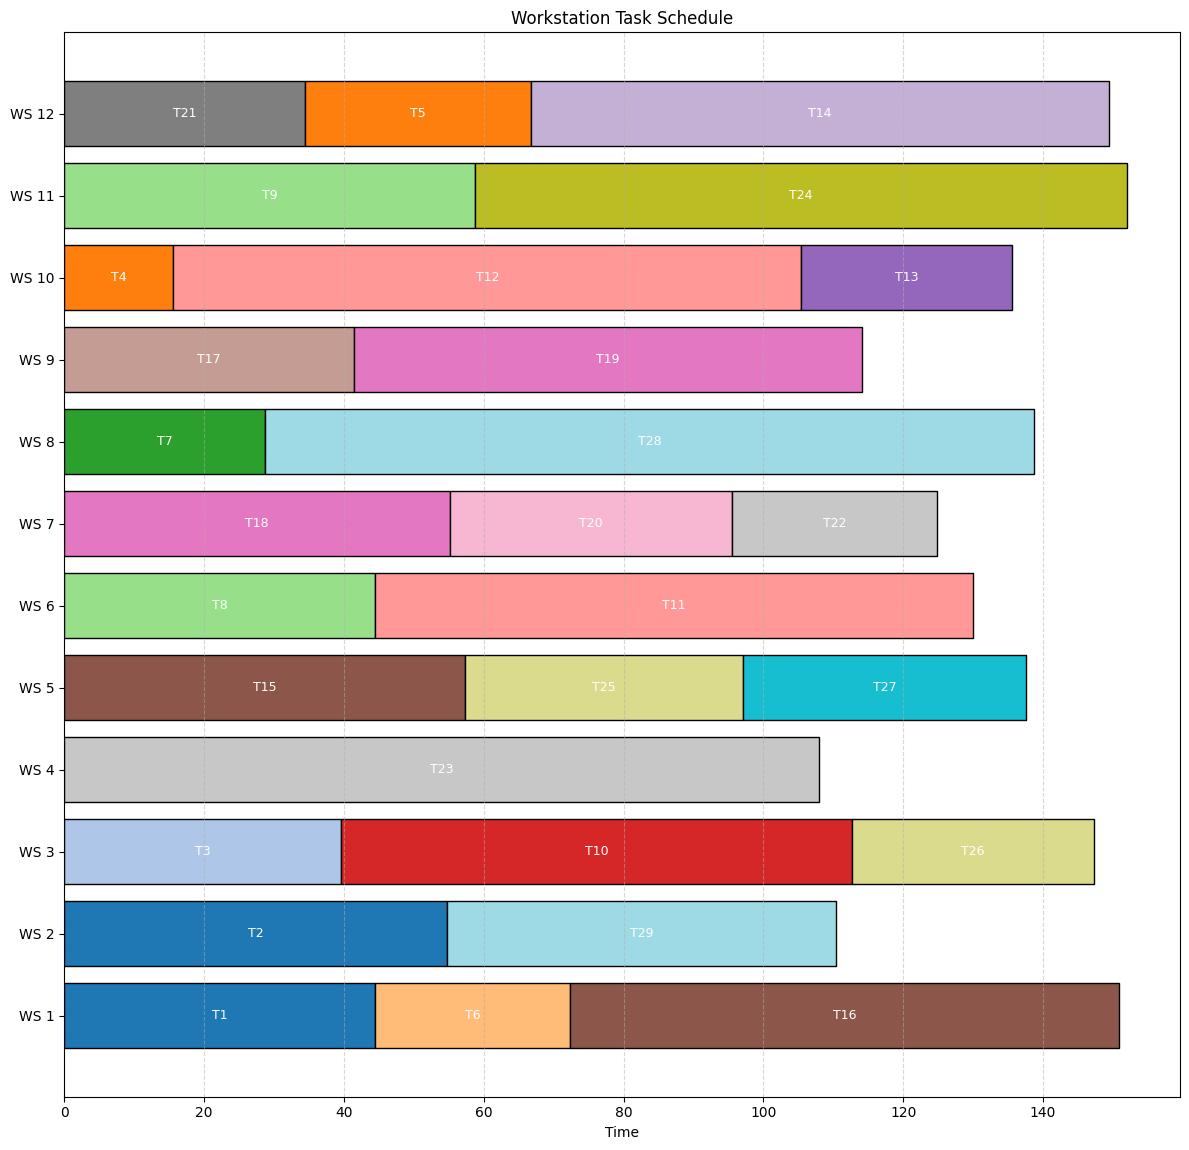 Workstation Task Schedule
WS 12 T21 T5 T14
WS 11 T9 T24
WS 10 T4 T12 T13
WS 9 T17 T19
WS 8 T7 T28
WS 7 T18 T20 T22
WS 6 T8 T11
WS 5 T15 T25 T27
WS 4 T23
WS 3 T3 T10 T26
WS 2 T2 T29
WS 1 T1 T6 T16
0 20 40 60 80 100 120 140
Time